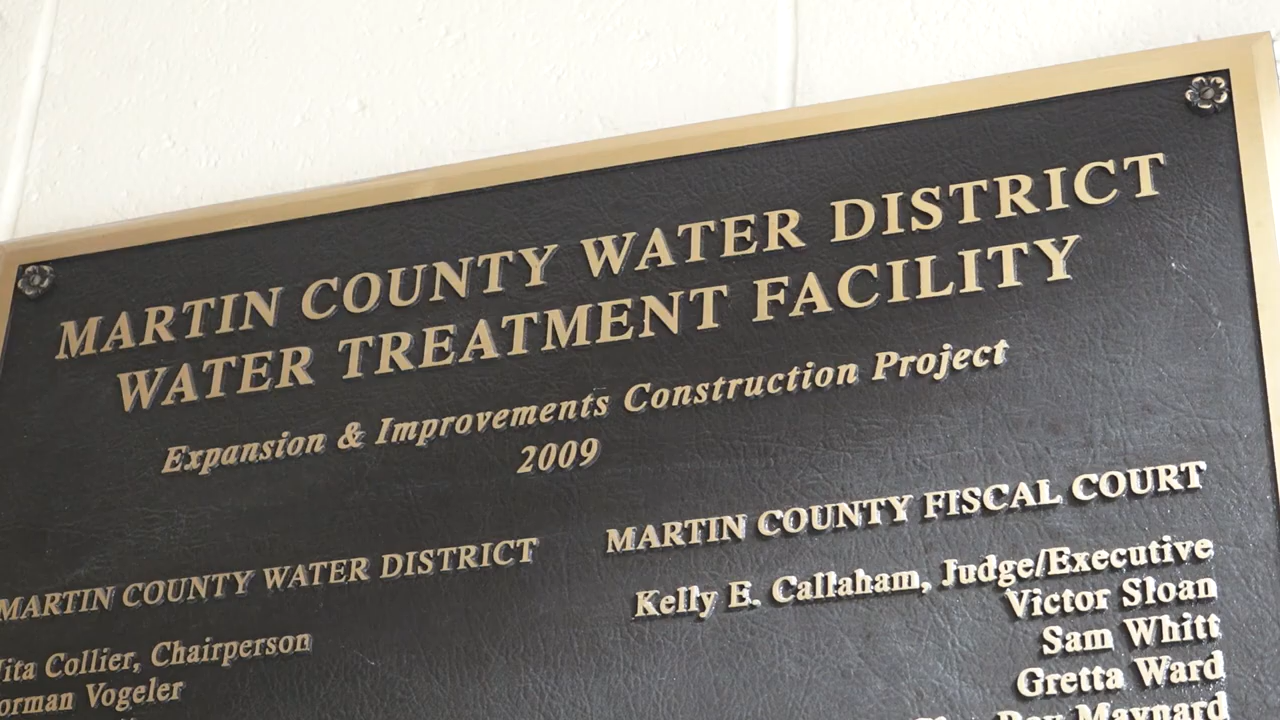 MARTIN COUNTY WATER DISTRICT
WATER TREATMENT FACILITY
Expansion & Improvements Construction Project
2009
MARTIN COUNTY WATER DISTRICT
Collier, Chairperson
Vogeler
MARTIN COUNTY FISCAL COURT
Kelly E. Callaham, Judge/Executive
Victor Sloan
Sam Whitt
Gretta Ward
Maynard